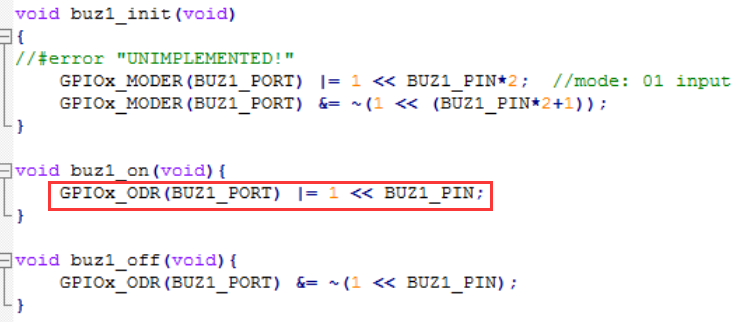 void buz1_init(void)
{
//#error "UNIMPLEMENTED!"
GPIOx_MODER(BUZ1_PORT) |= 1 << BUZ1_PIN*2; //mode: 01 input
GPIOx_MODER(BUZ1_PORT) &= ~(1 << (BUZ1_PIN*2+1));
}
void buz1_on(void){
GPIOx_ODR(BUZ1_PORT) |= 1 << BUZ1_PIN;
}
void buz1_off(void){
GPIOx_ODR(BUZ1_PORT) &= ~(1 << BUZ1_PIN);
}